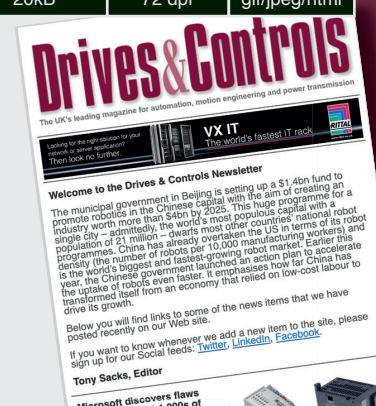 20kB 72 dpi gif/jpeg/html
Drives&Controls
The UK's leading magazine for automation, motion engineering and power transmission
Looking for the right solution for your
network or server application?
Then look no further.
VX IT
The world's fastest IT rack
RITTAL
Welcome to the Drives & Controls Newsletter
The municipal government in Beijing is setting up a $1.4bn fund to
promote robotics in the Chinese capital with the aim of creating an
industry worth more than $4bn by 2025. This huge programme for a
single city – admittedly, the world's most populous capital with a
population of 21 million – dwarfs most other countries' national robot
programmes. China has already overtaken the US in terms of its robot
density (the number of robots per 10,000 manufacturing workers) and
is the world's biggest and fastest-growing robot market. Earlier this
year, the Chinese government launched an action plan to accelerate
the uptake of robots even faster. It emphasises how far China has
transformed itself from an economy that relied on low-cost labour to
drive its growth.
Below you will find links to some of the news items that we have
posted recently on our Web site.
If you want to know whenever we add a new item to the site, please
sign up for our Social feeds: Twitter, LinkedIn, Facebook.
Tony Sacks, Editor
Microsoft discovers flaws
000s of